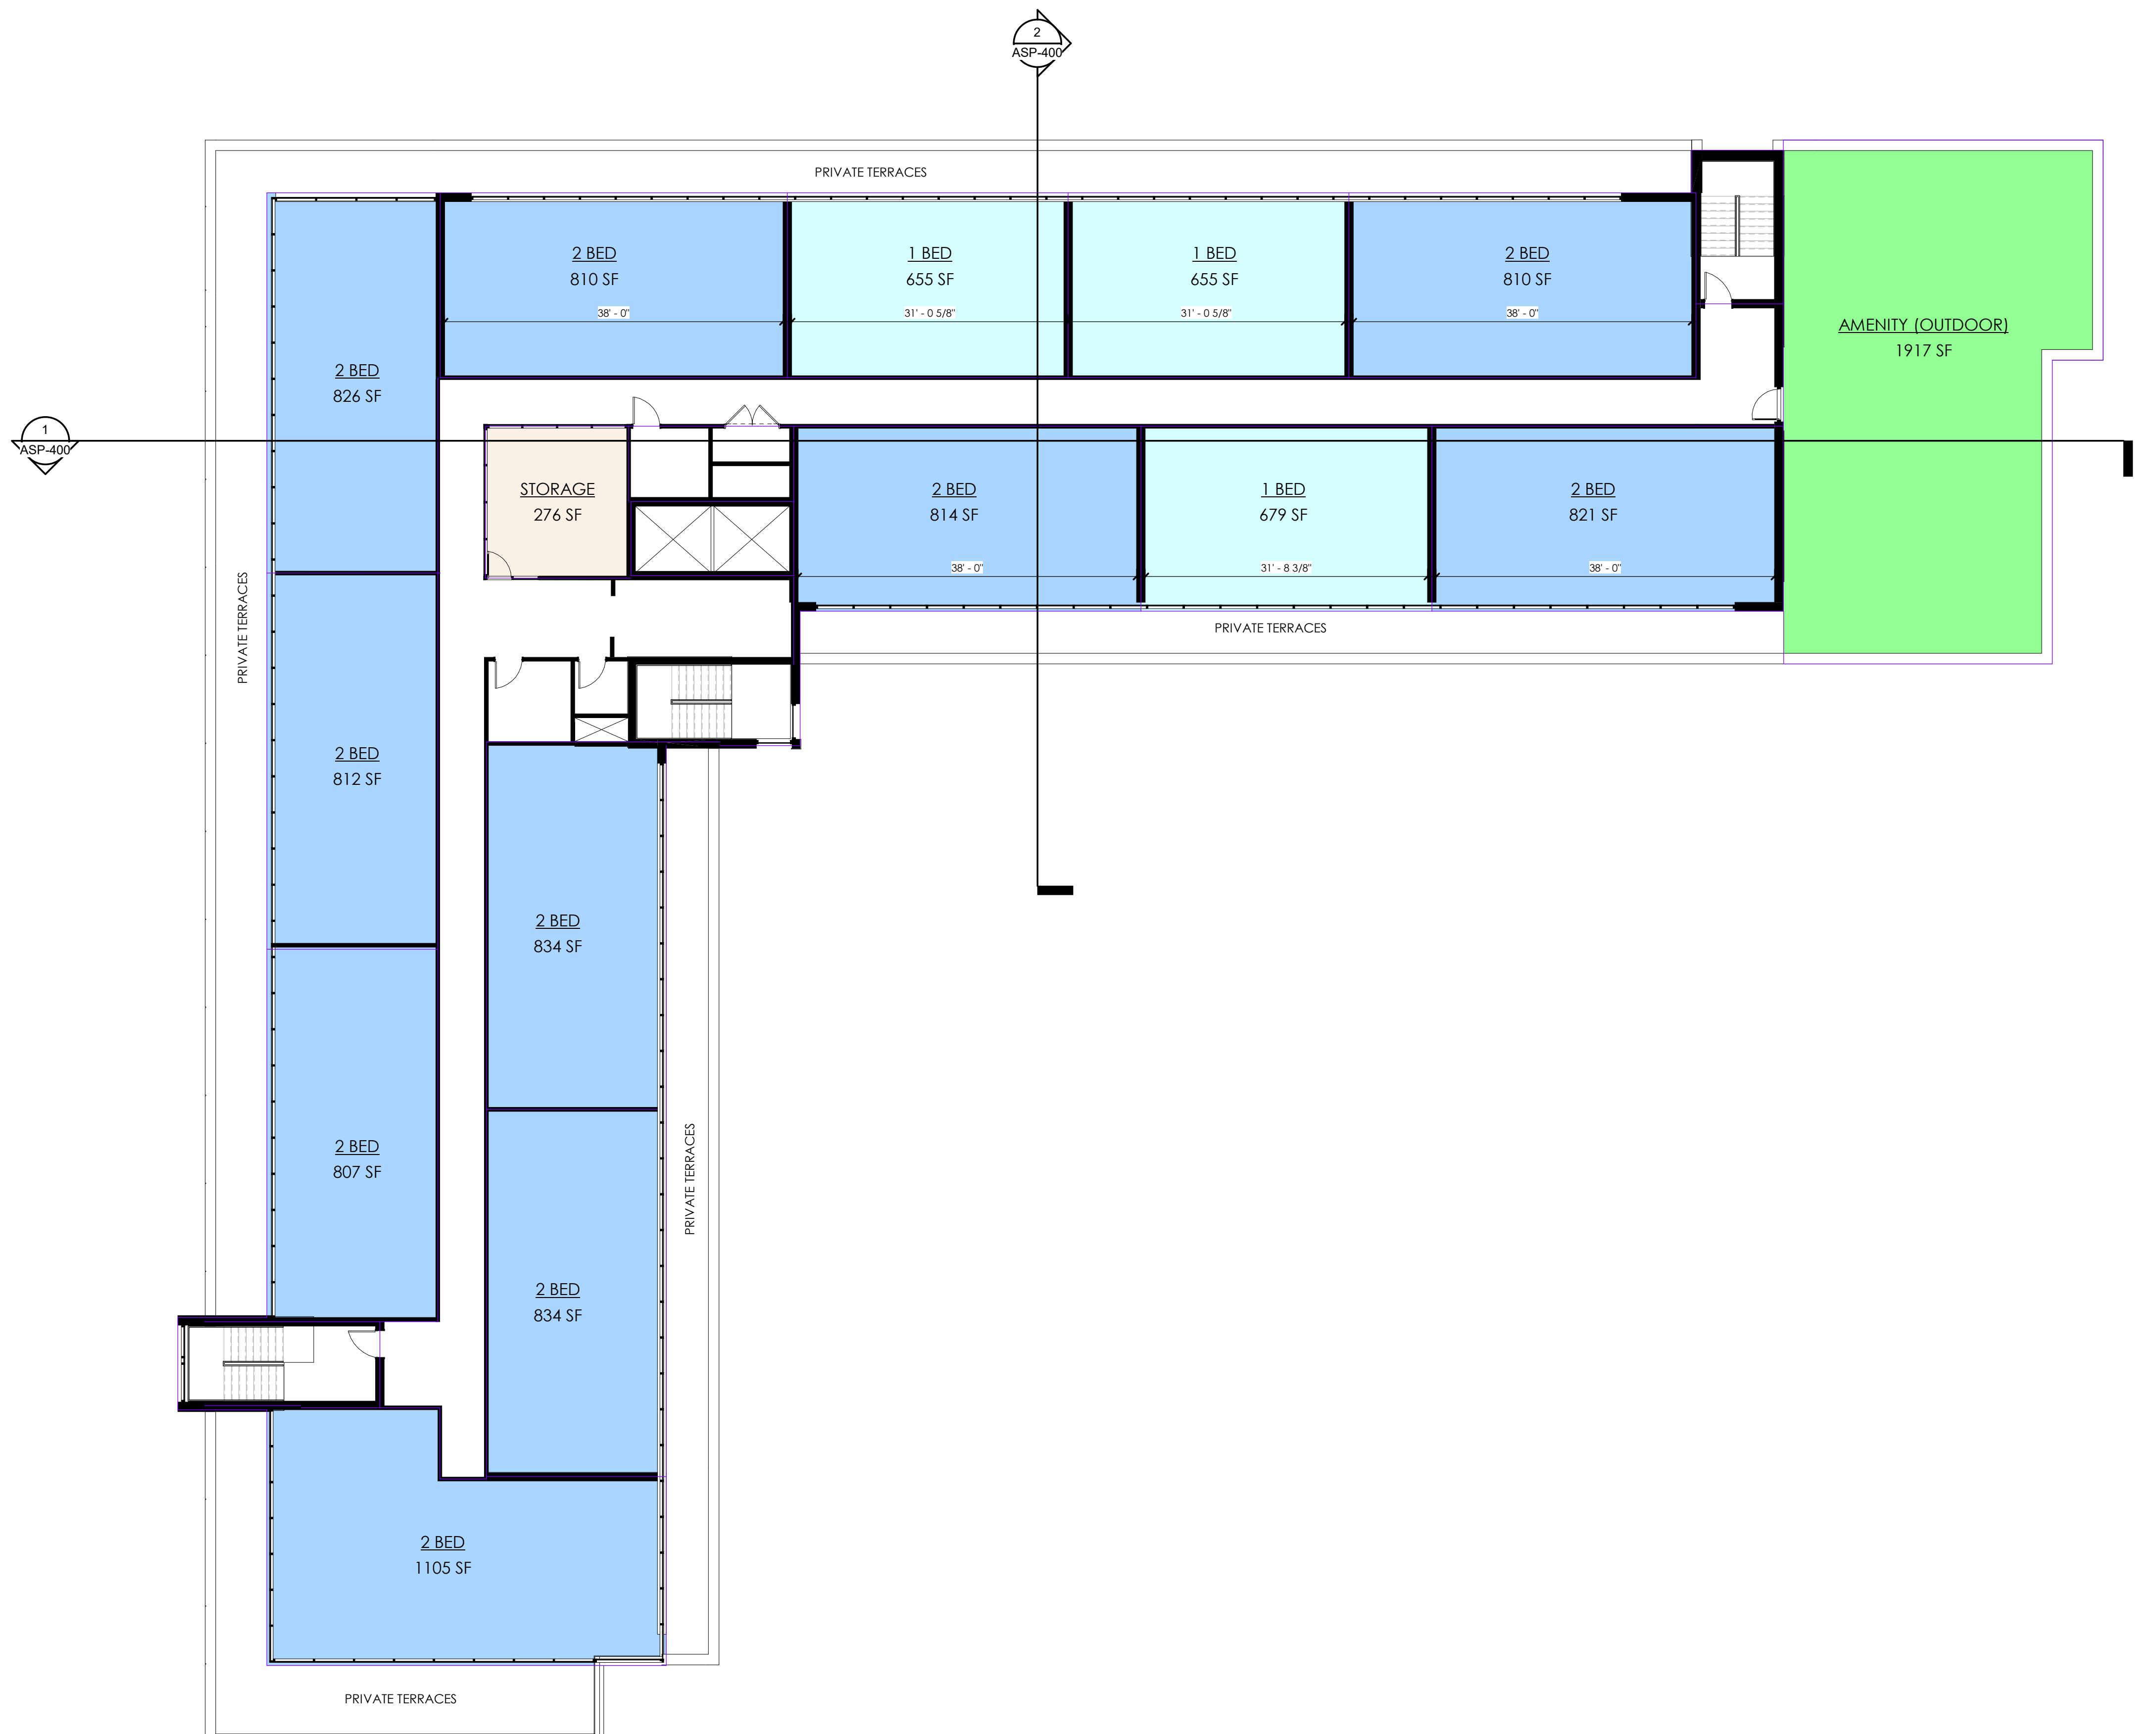 2
ASP-400
PRIVATE TERRACES
2 BED
810 SF
38' - 0"
1 BED
655 SF
31' - 0 5/8"
1 BED
655 SF
31' - 0 5/8"
2 BED
810 SF
38' - 0"
AMENITY (OUTDOOR)
1917 SF
2 BED
826 SF
1
ASP-400
STORAGE
276 SF
2 BED
814 SF
38' - 0"
1 BED
679 SF
31' - 8 3/8"
2 BED
821 SF
38' - 0"
PRIVATE TERRACES
PRIVATE TERRACES
2 BED
812 SF
2 BED
834 SF
2 BED
807 SF
PRIVATE TERRACES
2 BED
834 SF
2 BED
1105 SF
PRIVATE TERRACES